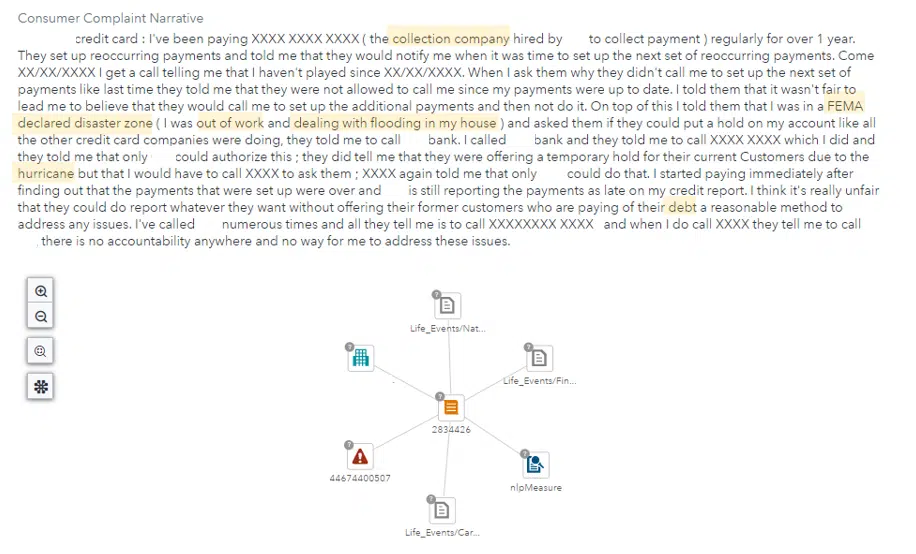 Consumer Complaint Narrative
credit card : I've been paying XXXX XXXX XXXX ( the collection company hired by to collect payment ) regularly for over 1 year.
They set up reoccurring payments and told me that they would notify me when it was time to set up the next set of reoccurring payments. Come
XX/XX/XXXX I get a call telling me that I haven't played since XX/XX/XXXX. When I ask them why they didn't call me to set up the next set of
payments like last time they told me that they were not allowed to call me since my payments were up to date. I told them that it wasn't fair to
lead me to believe that they would call me to set up the additional payments and then not do it. On top of this I told them that I was in a FEMA
declared disaster zone ( I was out of work and dealing with flooding in my house ) and asked them if they could put a hold on my account like all
the other credit card companies were doing, they told me to call bank. I called bank and they told me to call XXXX XXXX which I did and
they told me that only could authorize this ; they did tell me that they were offering a temporary hold for their current Customers due to the
hurricane but that I would have to call XXXX to ask them ; XXXX again told me that only could do that. I started paying immediately after
finding out that the payments that were set up were over and is still reporting the payments as late on my credit report. I think it's really unfair
that they could do report whatever they want without offering their former customers who are paying of their debt a reasonable method to
address any issues. I've called numerous times and all they tell me is to call XXXXXXXX XXXX and when I do call XXXX they tell me to call
, there is no accountability anywhere and no way for me to address these issues.
Life_Events/Nat...
Life_Events/Fin...
2834426
44674400507
nlpMeasure
Life_Events/Car...